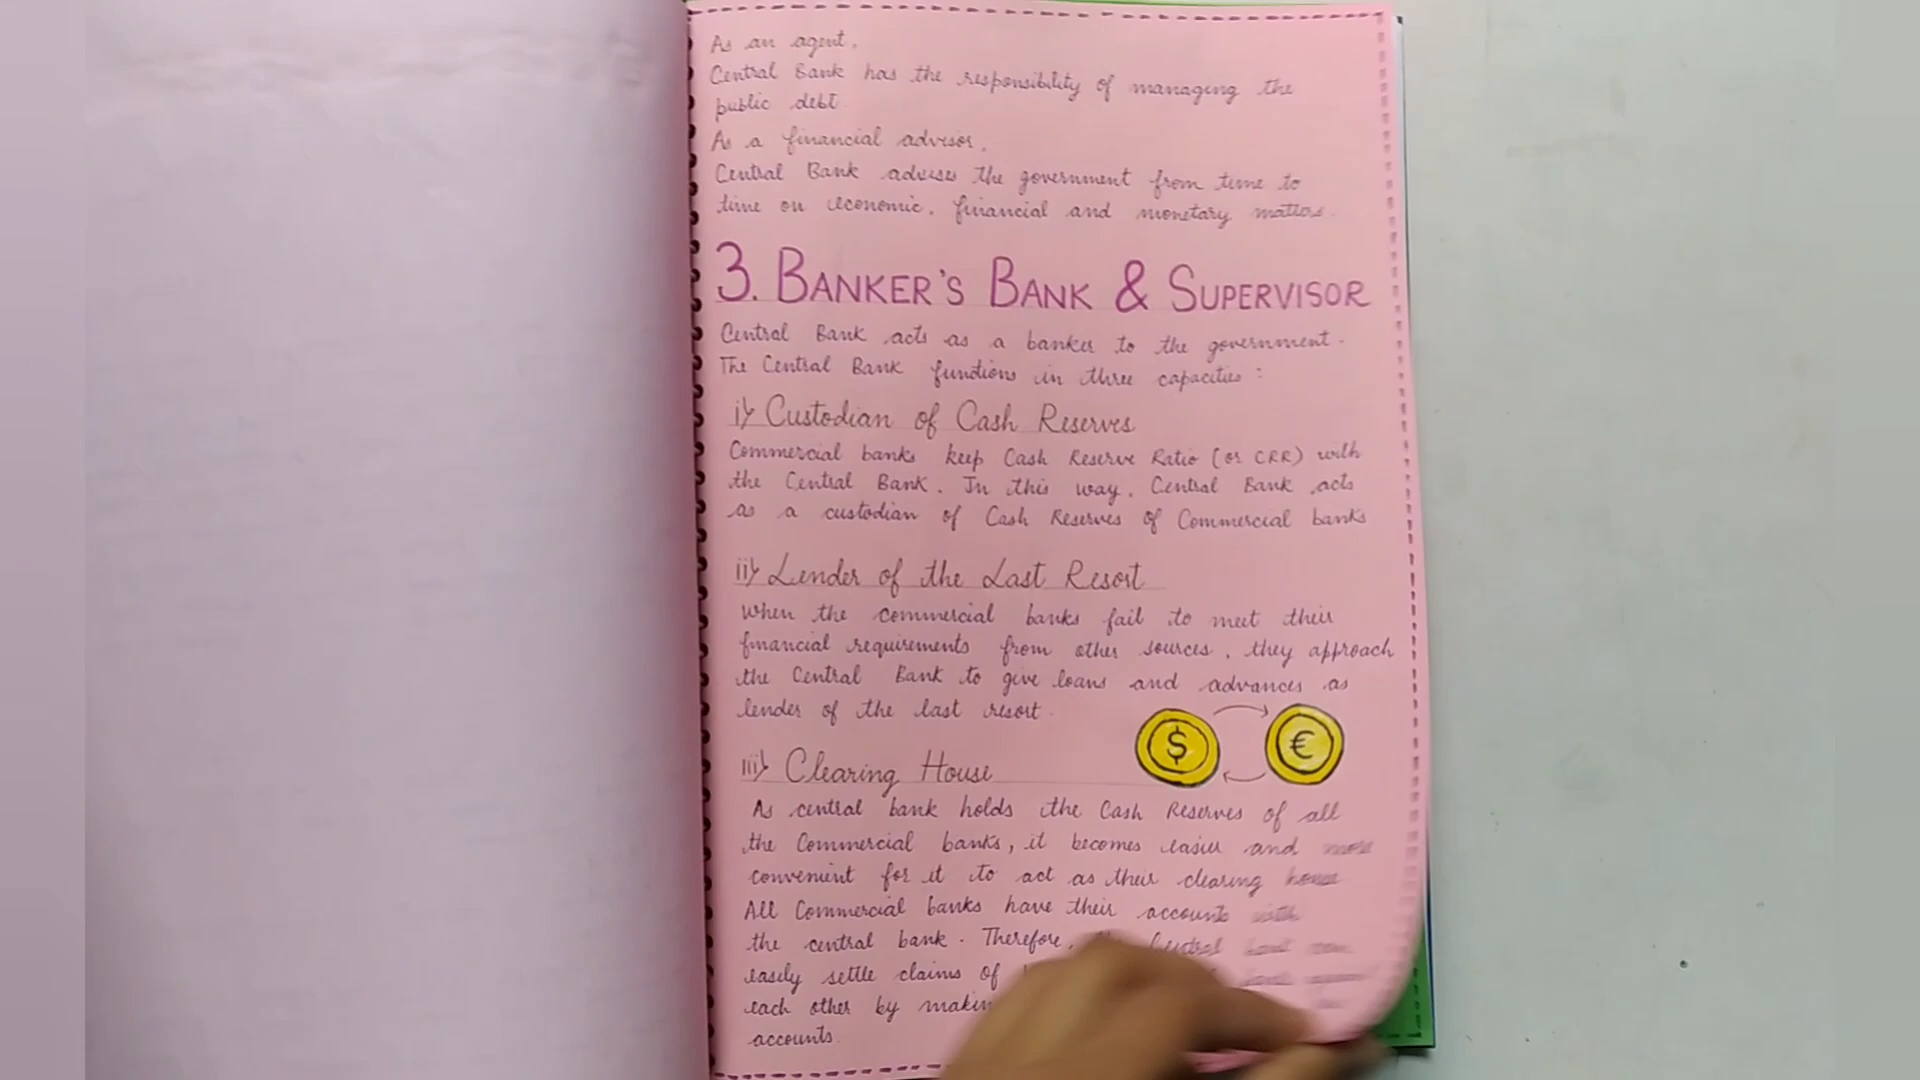 As an agent,
Central Bank has the responsibility of managing the
public debt
As a financial advisor,
Central Bank advises the government from time to
time on economic, financial and monetary matters.
3. BANKER'S BANK & SUPERVISOR
Central Bank acts as a banker to the government.
The Central Bank functions in three capacities :
i) Custodian of Cash Reserves
Commercial banks keep Cash Reserve Ratio (or CRR) with
the Central Bank. In this way, Central Bank acts
as a custodian of Cash Reserves of Commercial banks
ii) Lender of the Last Resort
When the commercial banks fail to meet their
financial requirements from other sources, they approach
the Central Bank to give loans and advances as
lender of the last resort.
$ €
iii) Clearing House
As central bank holds the Cash Reserves of all
the Commercial banks, it becomes easier and more
convenient for it to act as their clearing house
All Commercial banks have their accounts with
the central bank. Therefore, Central bank can
easily settle claims of
each other by
accounts.